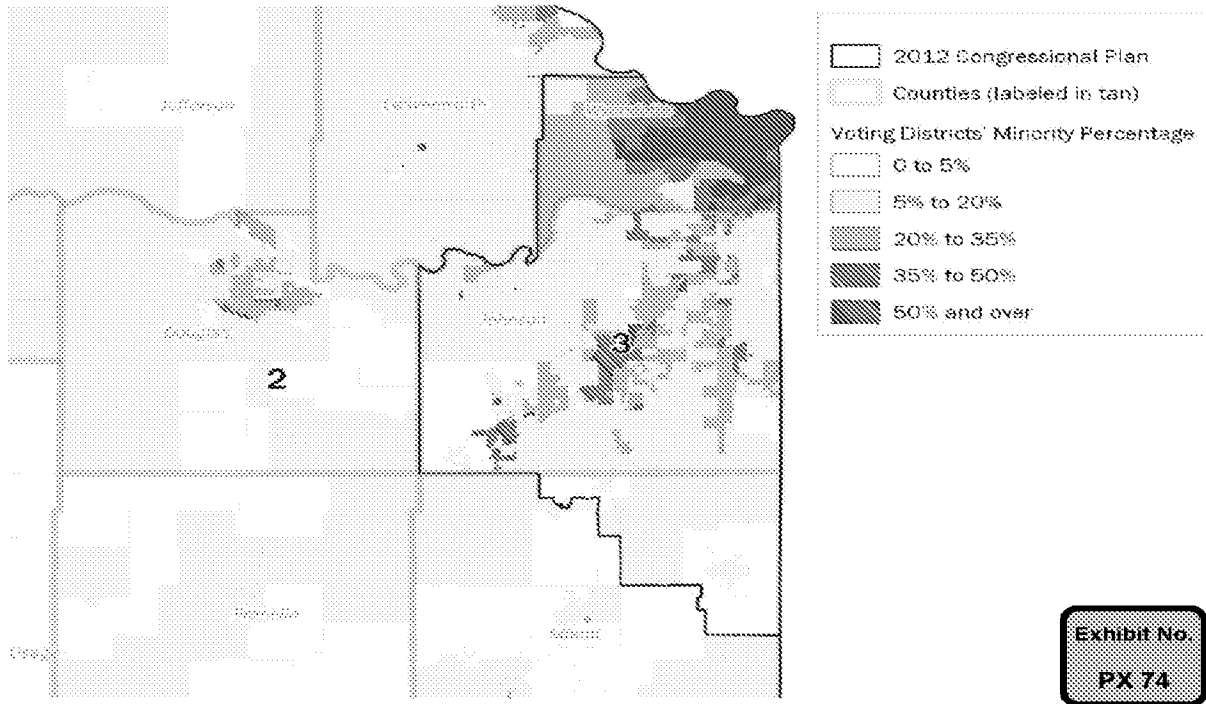 2012 Congressional Plan
Counties (labeled in tan)
Voting Districts' Minority Percentage
0 to 5%
5% to 20%
20% to 35%
35% to 50%
50% and over
Jefferson
Leavenworth
Douglas
Johnson
3
2
Franklin
Miami
Exhibit No.
PX 74